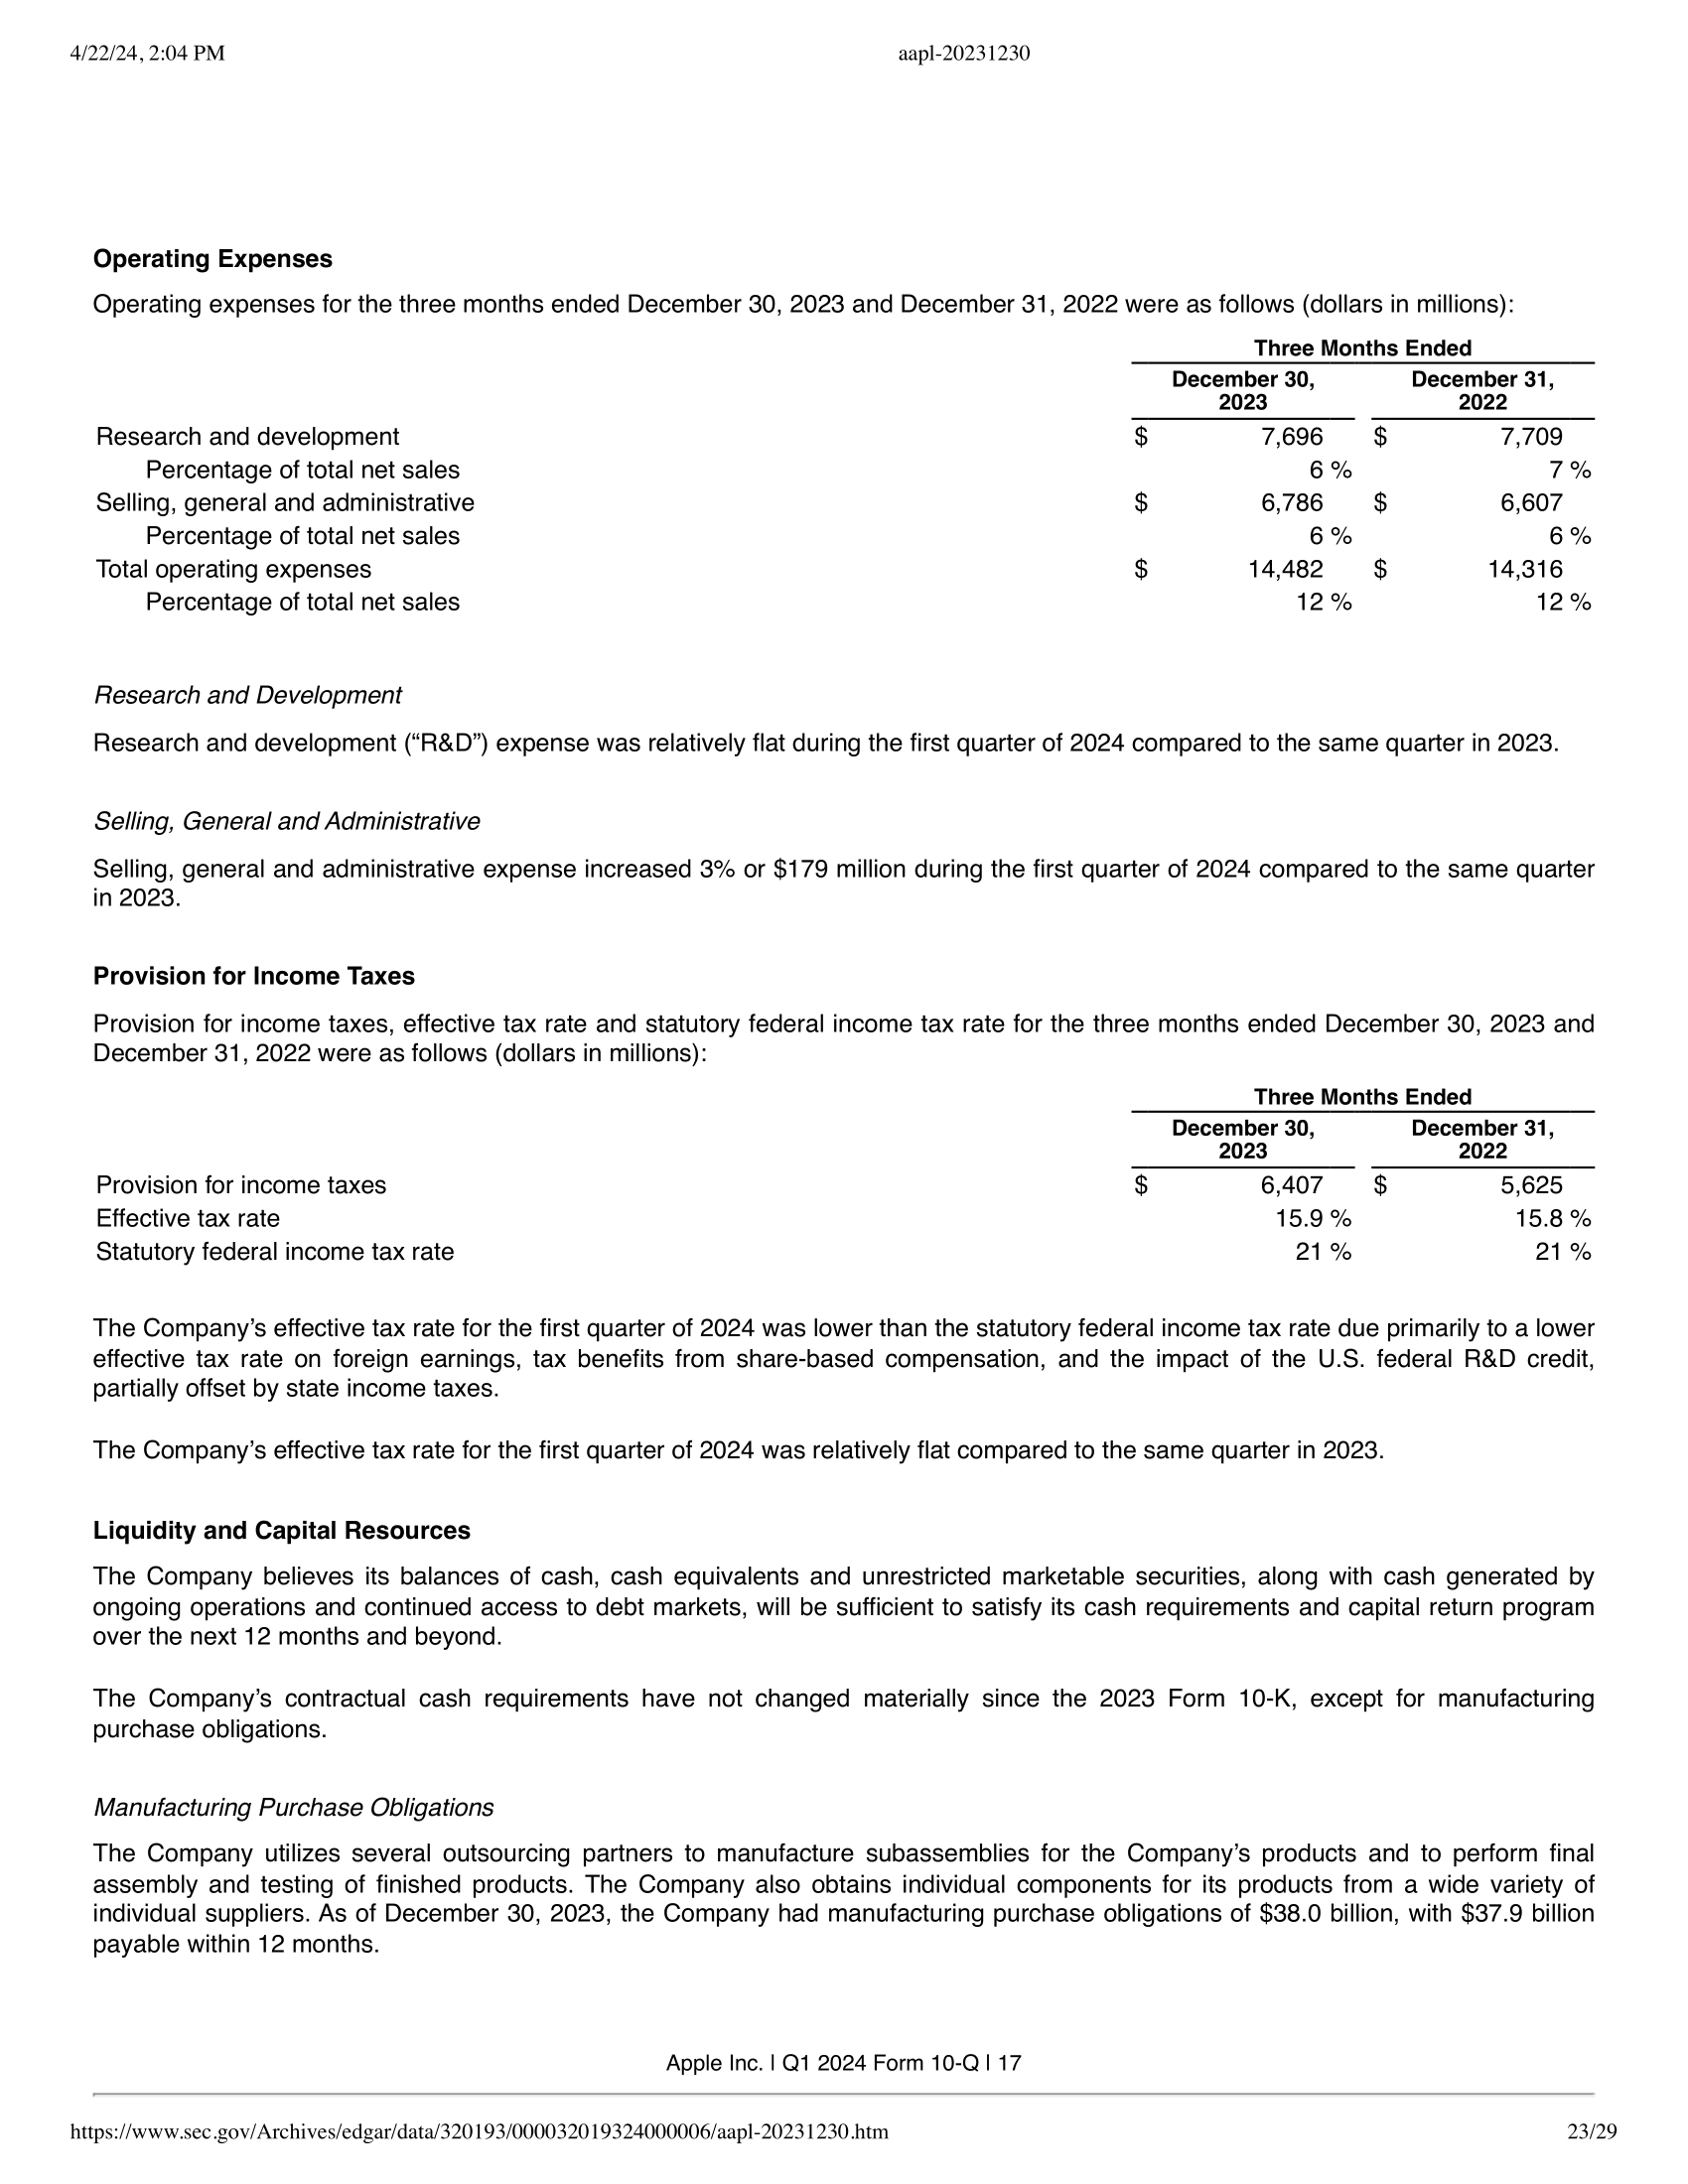 4/22/24, 2:04 PM
aapl-20231230
Operating Expenses
Operating expenses for the three months ended December 30, 2023 and December 31, 2022 were as follows (dollars in millions):
Three Months Ended
December 30, 2023 December 31, 2022
Research and development $ 7,696 $ 7,709
Percentage of total net sales 6 % 7 %
Selling, general and administrative $ 6,786 $ 6,607
Percentage of total net sales 6 % 6 %
Total operating expenses $ 14,482 $ 14,316
Percentage of total net sales 12 % 12 %
Research and Development
Research and development (“R&D”) expense was relatively flat during the first quarter of 2024 compared to the same quarter in 2023.
Selling, General and Administrative
Selling, general and administrative expense increased 3% or $179 million during the first quarter of 2024 compared to the same quarter
in 2023.
Provision for Income Taxes
Provision for income taxes, effective tax rate and statutory federal income tax rate for the three months ended December 30, 2023 and
December 31, 2022 were as follows (dollars in millions):
Three Months Ended
December 30, 2023 December 31, 2022
Provision for income taxes $ 6,407 $ 5,625
Effective tax rate 15.9 % 15.8 %
Statutory federal income tax rate 21 % 21 %
The Company’s effective tax rate for the first quarter of 2024 was lower than the statutory federal income tax rate due primarily to a lower
effective tax rate on foreign earnings, tax benefits from share-based compensation, and the impact of the U.S. federal R&D credit,
partially offset by state income taxes.
The Company’s effective tax rate for the first quarter of 2024 was relatively flat compared to the same quarter in 2023.
Liquidity and Capital Resources
The Company believes its balances of cash, cash equivalents and unrestricted marketable securities, along with cash generated by
ongoing operations and continued access to debt markets, will be sufficient to satisfy its cash requirements and capital return program
over the next 12 months and beyond.
The Company’s contractual cash requirements have not changed materially since the 2023 Form 10-K, except for manufacturing
purchase obligations.
Manufacturing Purchase Obligations
The Company utilizes several outsourcing partners to manufacture subassemblies for the Company’s products and to perform final
assembly and testing of finished products. The Company also obtains individual components for its products from a wide variety of
individual suppliers. As of December 30, 2023, the Company had manufacturing purchase obligations of $38.0 billion, with $37.9 billion
payable within 12 months.
Apple Inc. | Q1 2024 Form 10-Q | 17
https://www.sec.gov/Archives/edgar/data/320193/000032019324000006/aapl-20231230.htm
23/29